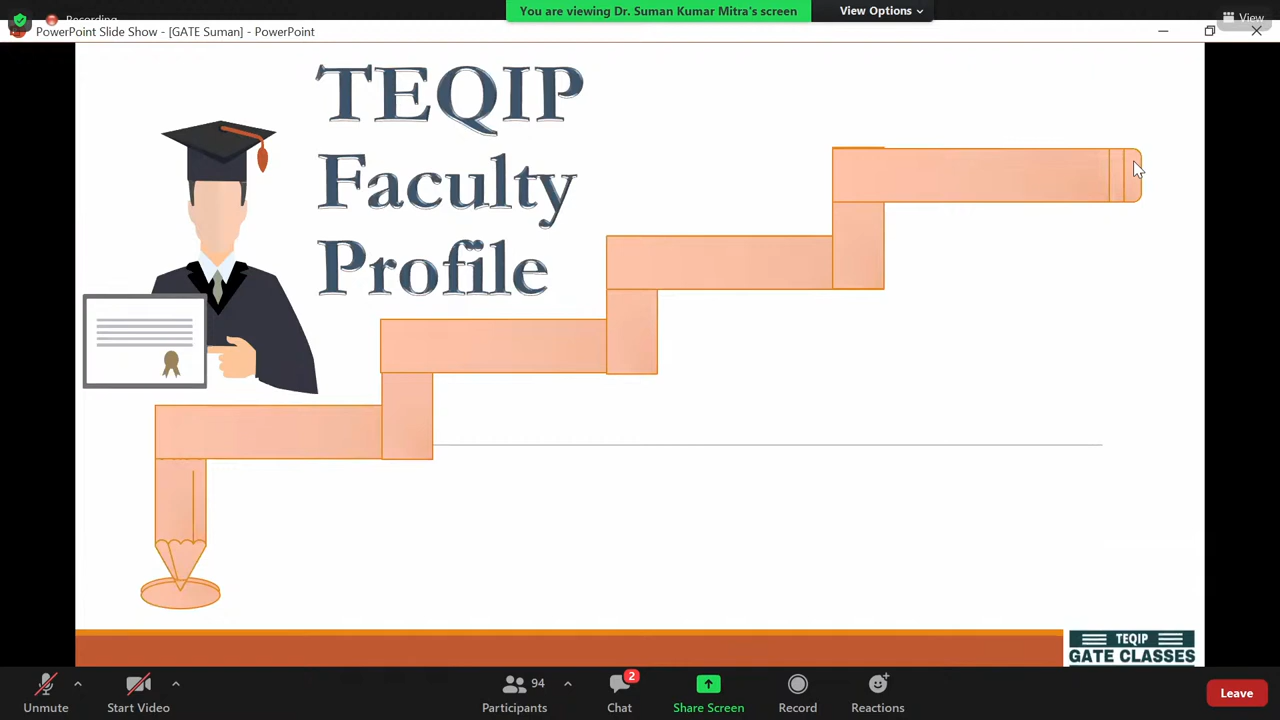 Recording
You are viewing Dr. Suman Kumar Mitra's screen
View Options
View
PowerPoint Slide Show - [GATE Suman] - PowerPoint
TEQIP
Faculty
Profile
TEQIP
GATE CLASSES
Unmute
Start Video
94
Participants
2
Chat
Share Screen
Record
Reactions
Leave